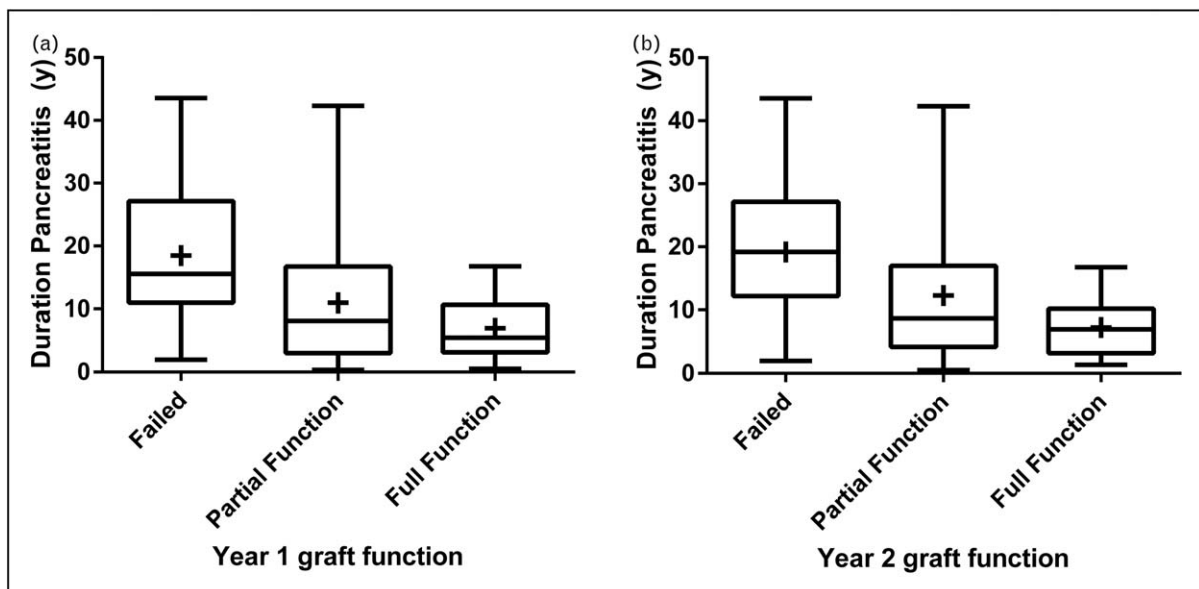 (a)
Duration Pancreatitis (y)
50
40
30
20
10
0
Failed
Partial Function
Full Function
Year 1 graft function
(b)
Duration Pancreatitis (y)
50
40
30
20
10
0
Failed
Partial Function
Full Function
Year 2 graft function